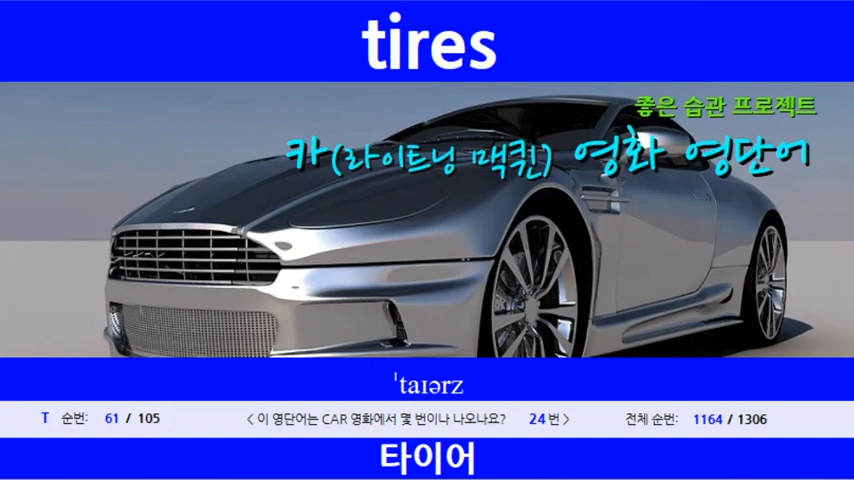 tires
좋은 습관 프로젝트
카(라이트닝 맥퀸) 영화 영단어
ˈtaɪərz
T 순번: 61 / 105 < 이 영단어는 CAR 영화에서 몇 번이나 나오나요? 24번 > 전체 순번: 1164 / 1306
타이어